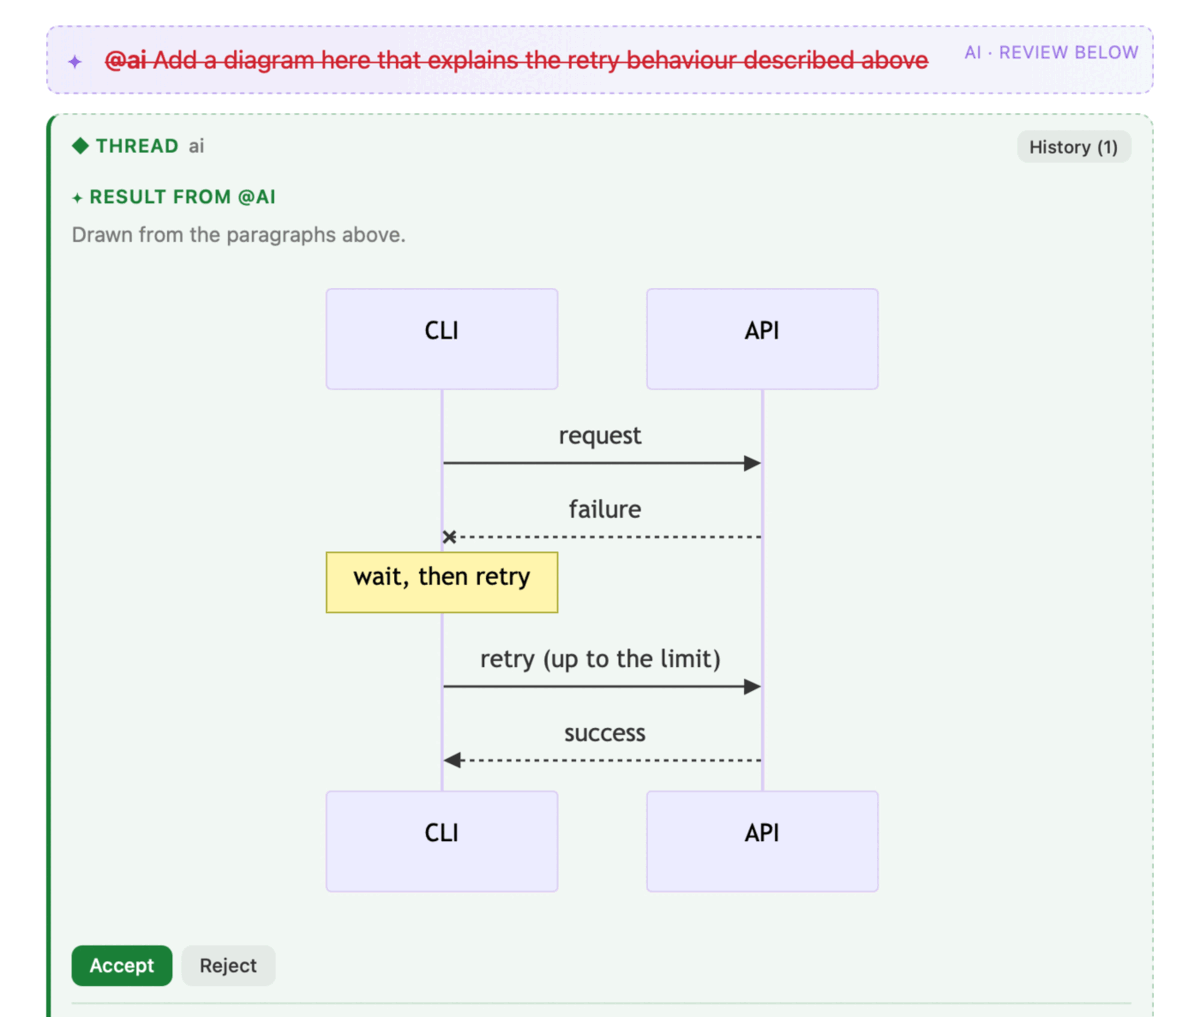 @ai Add a diagram here that explains the retry behaviour described above
AI · REVIEW BELOW
THREAD ai
History (1)
RESULT FROM @AI
Drawn from the paragraphs above.
CLI
API
request
failure
wait, then retry
retry (up to the limit)
success
CLI
API
Accept
Reject